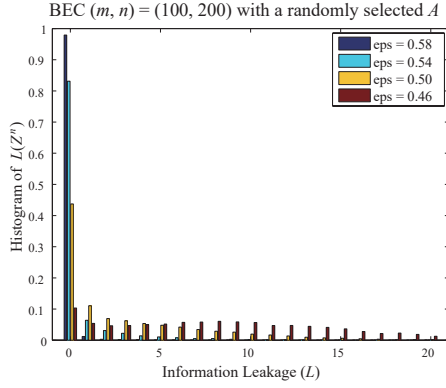 BEC (m, n) = (100, 200) with a randomly selected A
1
0.9
0.8
0.7
0.6
0.5
0.4
0.3
0.2
0.1
0
Histogram of L(Zⁿ)
eps = 0.58
eps = 0.54
eps = 0.50
eps = 0.46
0 5 10 15 20
Information Leakage (L)